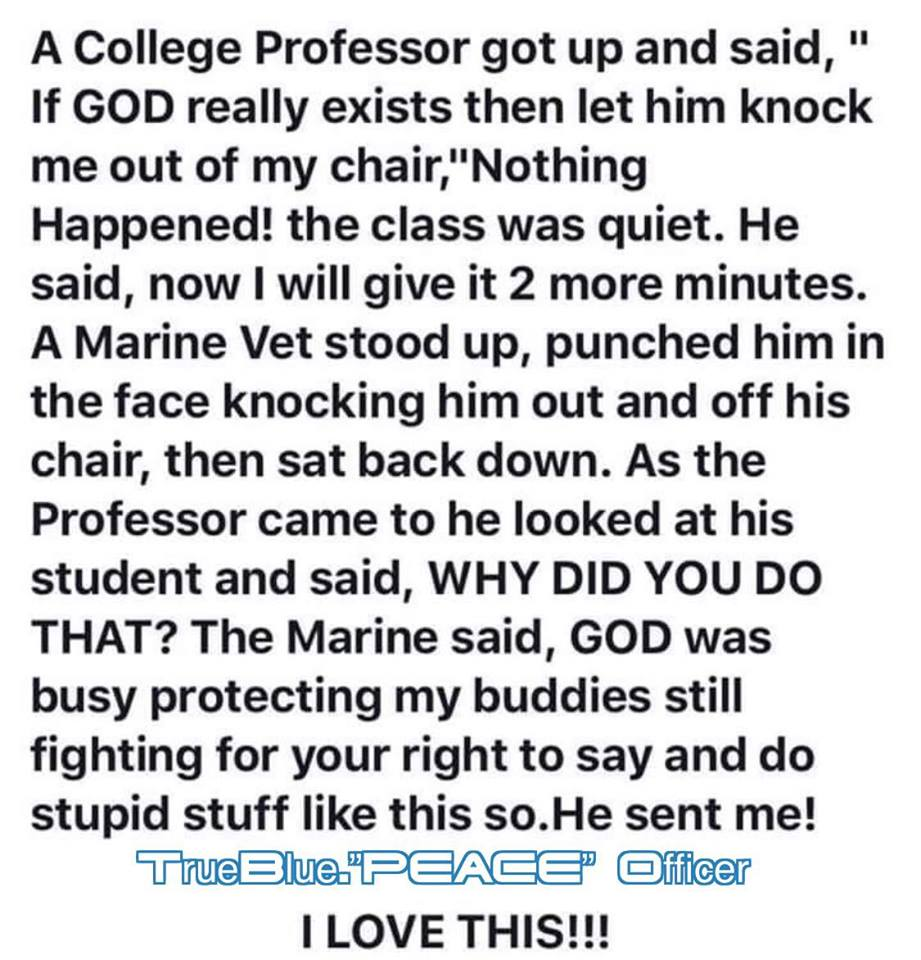 A College Professor got up and said, "
If GOD really exists then let him knock
me out of my chair,"Nothing
Happened! the class was quiet. He
said, now I will give it 2 more minutes.
A Marine Vet stood up, punched him in
the face knocking him out and off his
chair, then sat back down. As the
Professor came to he looked at his
student and said, WHY DID YOU DO
THAT? The Marine said, GOD was
busy protecting my buddies still
fighting for your right to say and do
stupid stuff like this so.He sent me!
TrueBlue."PEACE" Officer
I LOVE THIS!!!